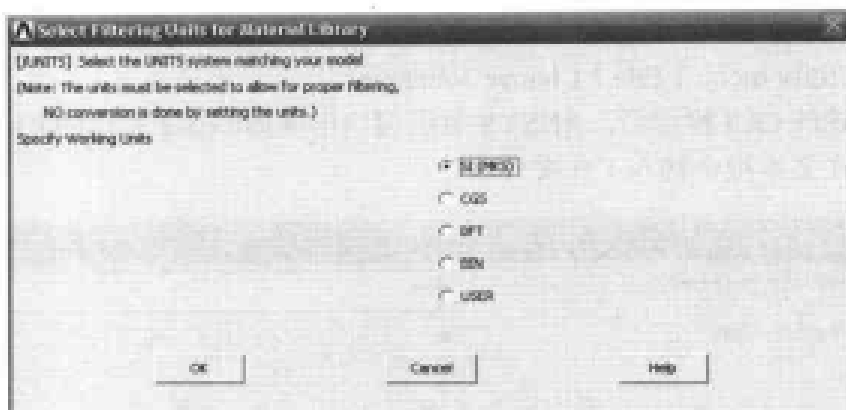 Select Filtering Units for Material Library
[/UNITS] Select the UNITS system matching your model
(Note: The units must be selected to allow for proper filtering,
NO conversion is done by setting the units.)
Specify Working Units
SI (MKS)
CGS
BFT
BIN
USER
OK
Cancel
Help